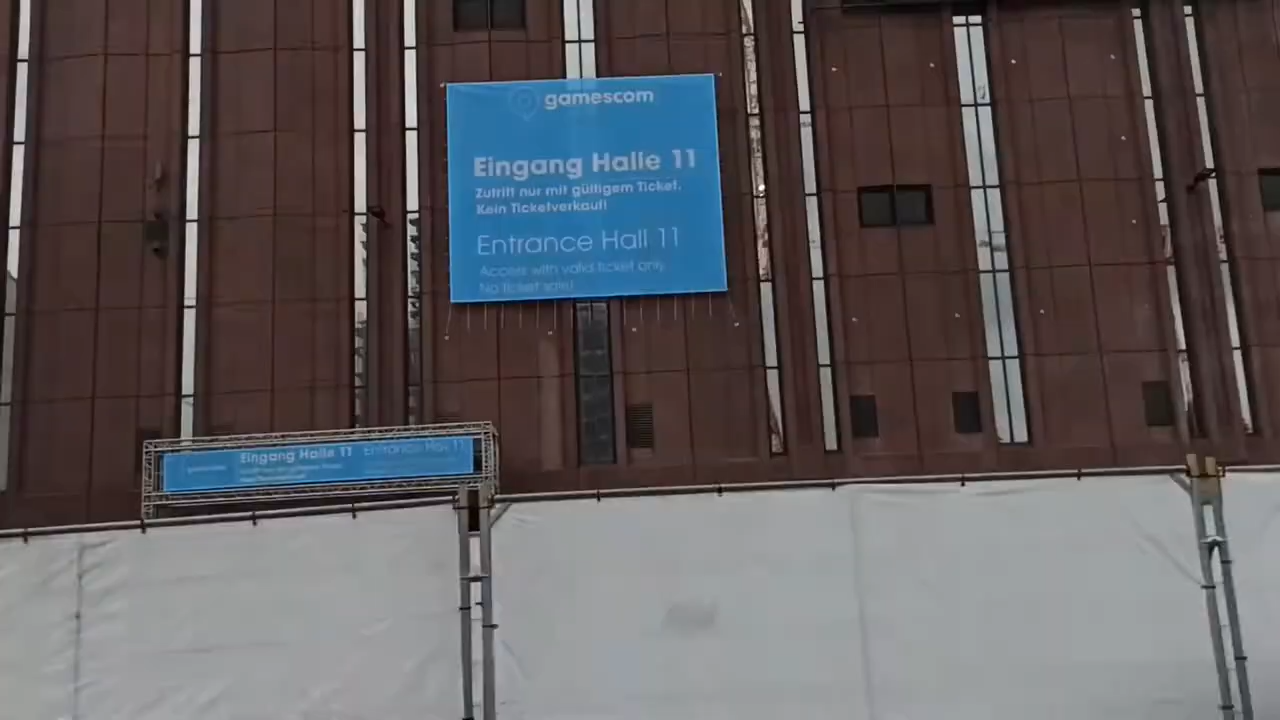 gamescom
Eingang Halle 11
Zutritt nur mit gültigem Ticket.
Kein Ticketverkauf!
Entrance Hall 11
Access with valid ticket only.
No ticket sale!
Eingang Halle 11 Entrance Hall 11